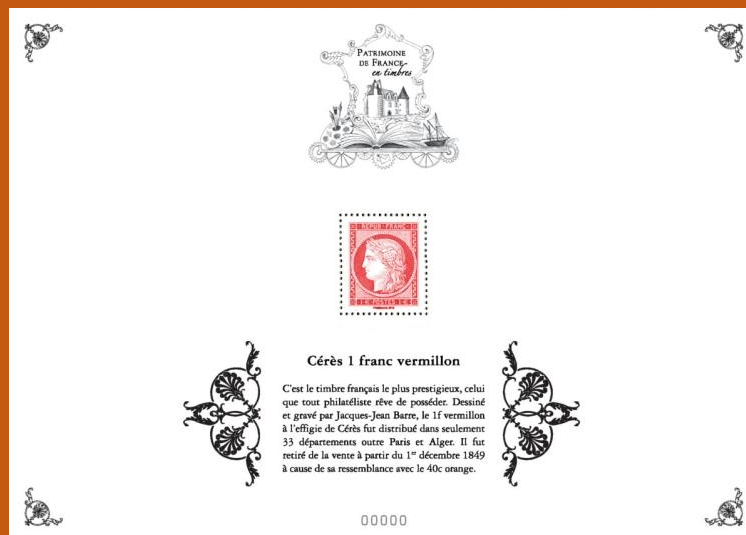 PATRIMOINE
DE FRANCE
en timbres
REPUB·FRANC·
1·€ POSTES 1·€
Cérès 1 franc vermillon
C'est le timbre français le plus prestigieux, celui
que tout philatéliste rêve de posséder. Dessiné
et gravé par Jacques-Jean Barre, le 1f vermillon
à l'effigie de Cérès fut distribué dans seulement
33 départements outre Paris et Alger. Il fut
retiré de la vente à partir du 1er décembre 1849
à cause de sa ressemblance avec le 40c orange.
00000